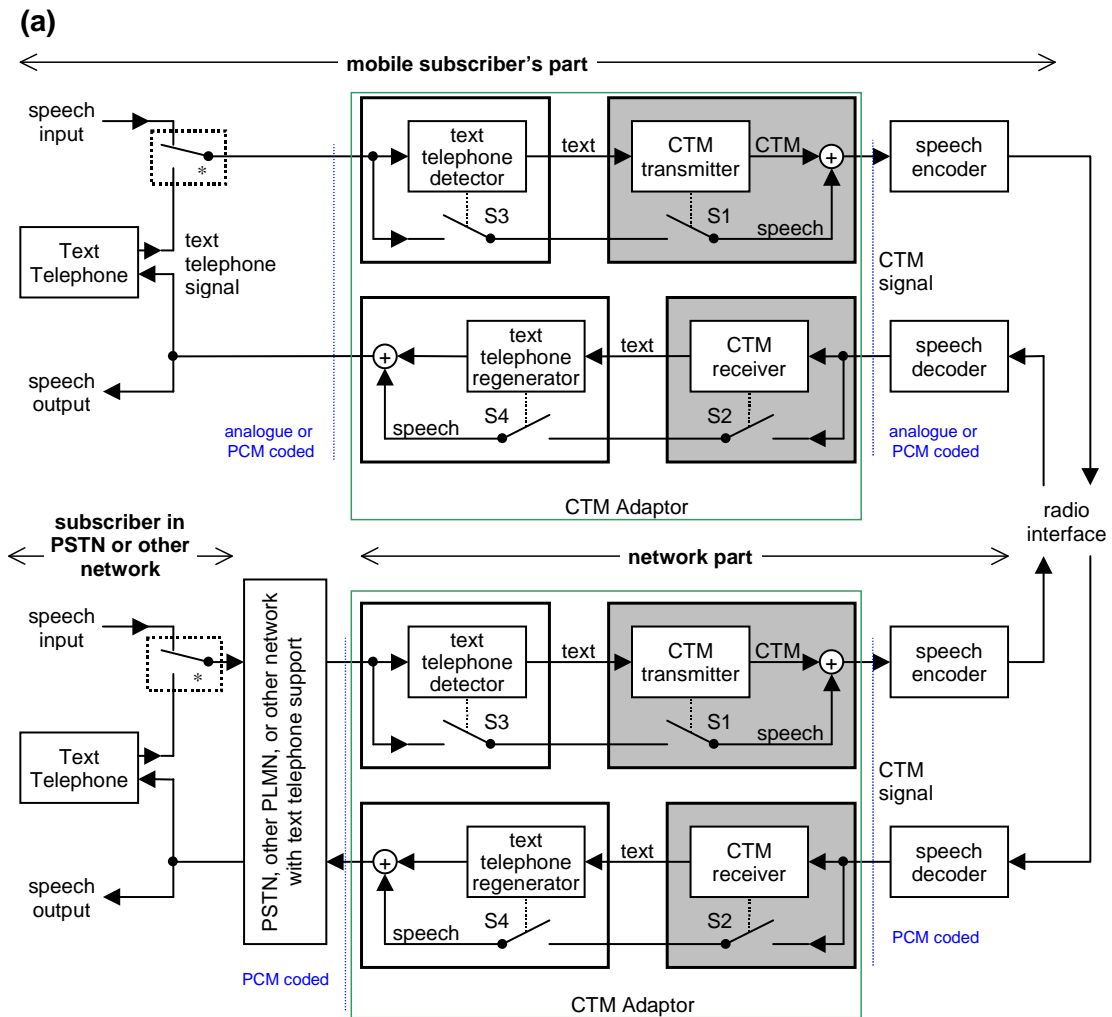 (a)
mobile subscriber's part
speech
input
*
text
telephone
detector
text
CTM
transmitter
CTM
+
speech
encoder
S3
S1
speech
Text
Telephone
text
telephone
signal
CTM
signal
+
text
telephone
regenerator
text
CTM
receiver
speech
decoder
speech
output
S4
speech
S2
analogue or
PCM coded
analogue or
PCM coded
CTM Adaptor
radio
interface
subscriber in
PSTN or other
network
network part
speech
input
*
PSTN, other PLMN, or other network
with text telephone support
text
telephone
detector
text
CTM
transmitter
CTM
+
speech
encoder
S3
S1
speech
Text
Telephone
CTM
signal
+
text
telephone
regenerator
text
CTM
receiver
speech
decoder
speech
output
S4
speech
S2
PCM coded
PCM coded
CTM Adaptor